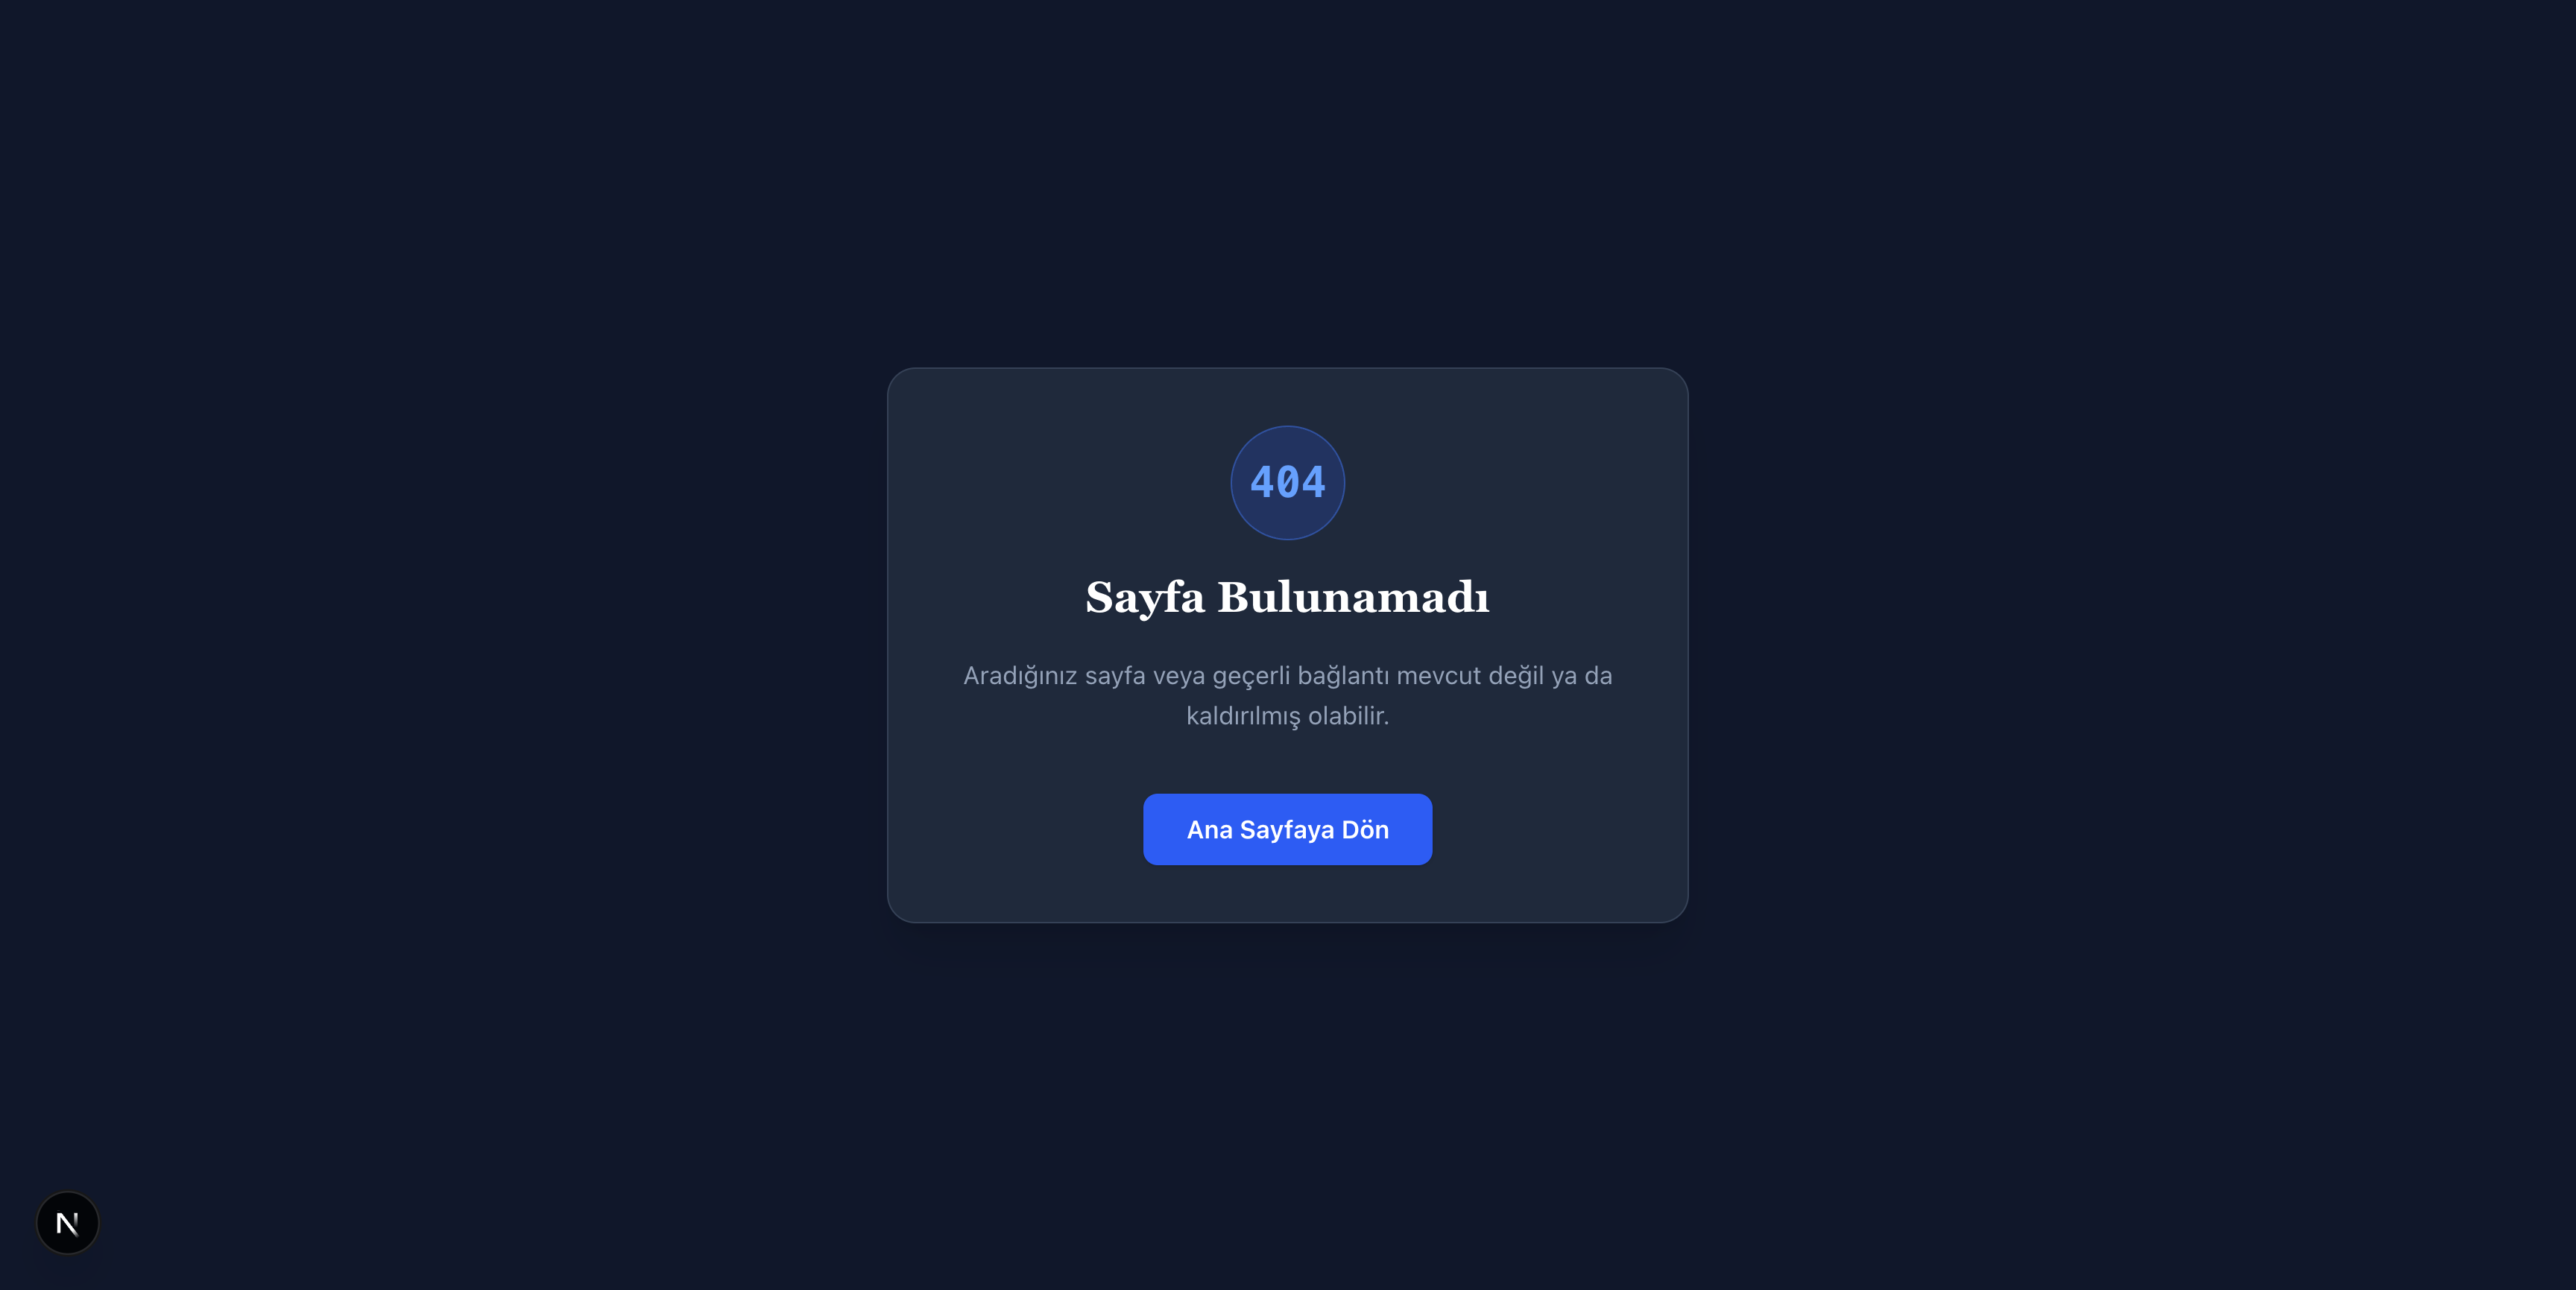 404
Sayfa Bulunamadı
Aradığınız sayfa veya geçerli bağlantı mevcut değil ya da
kaldırılmış olabilir.
Ana Sayfaya Dön
N